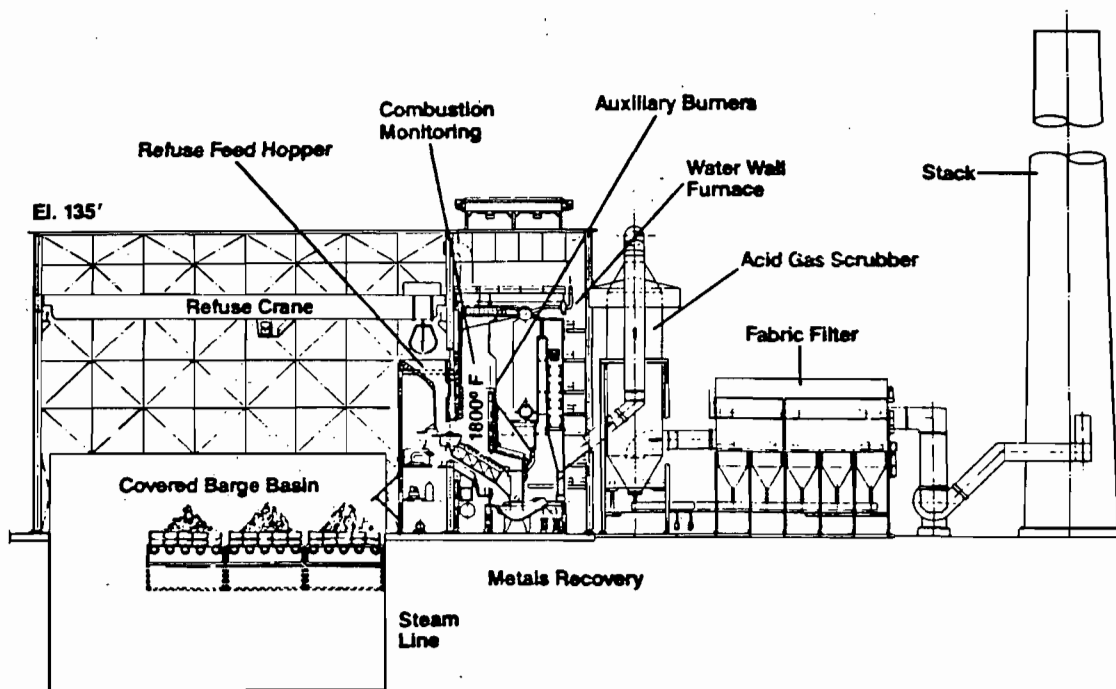 Combustion
Monitoring
Auxiliary Burners
Refuse Feed Hopper
Water Wall
Furnace
Stack
El. 135'
Acid Gas Scrubber
Refuse Crane
Fabric Filter
1800° F
Covered Barge Basin
Metals Recovery
Steam
Line